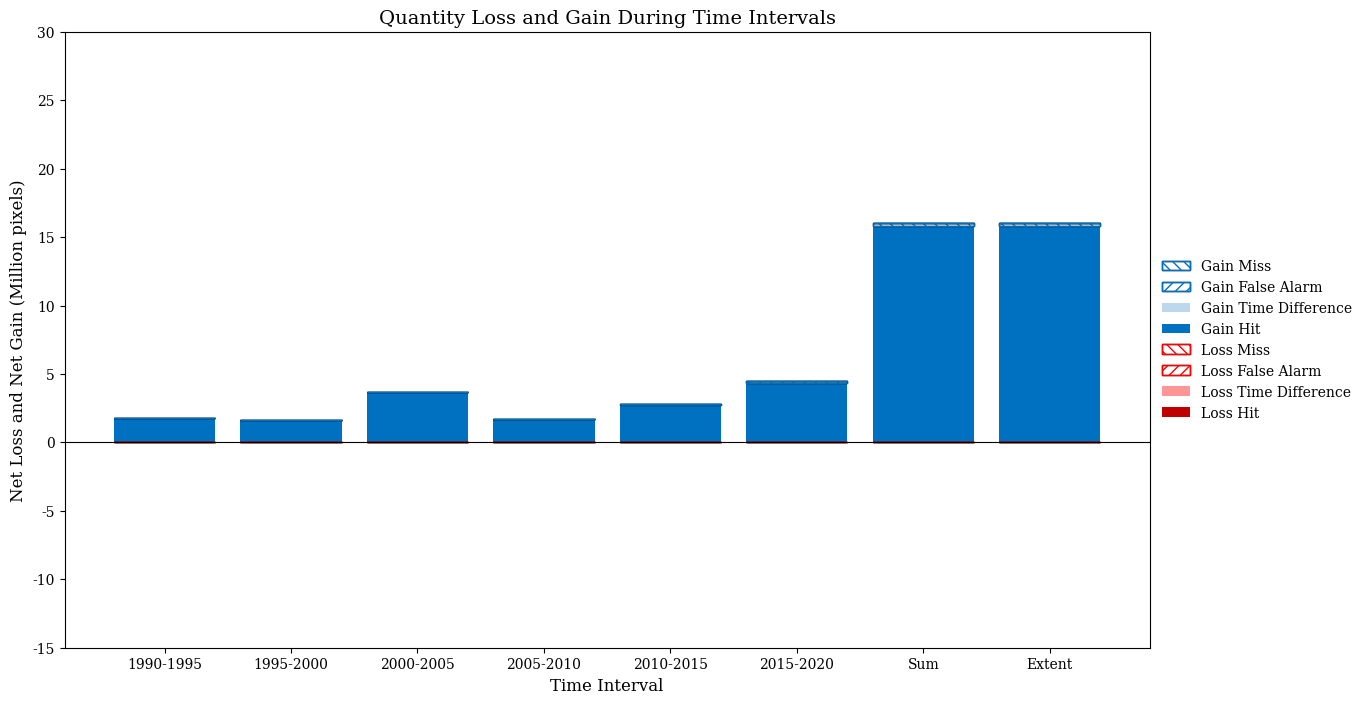 Quantity Loss and Gain During Time Intervals
Net Loss and Net Gain (Million pixels)
30
25
20
15
10
5
0
-5
-10
-15
1990-1995
1995-2000
2000-2005
2005-2010
2010-2015
2015-2020
Sum
Extent
Time Interval
Gain Miss
Gain False Alarm
Gain Time Difference
Gain Hit
Loss Miss
Loss False Alarm
Loss Time Difference
Loss Hit